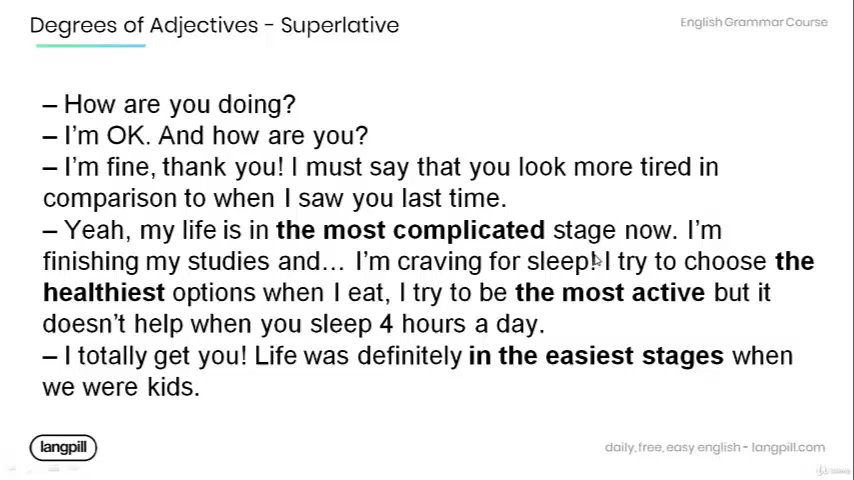 Degrees of Adjectives - Superlative
English Grammar Course
– How are you doing?
– I'm OK. And how are you?
– I'm fine, thank you! I must say that you look more tired in
comparison to when I saw you last time.
– Yeah, my life is in the most complicated stage now. I'm
finishing my studies and… I'm craving for sleep! I try to choose the
healthiest options when I eat, I try to be the most active but it
doesn't help when you sleep 4 hours a day.
– I totally get you! Life was definitely in the easiest stages when
we were kids.
langpill
daily, free, easy english - langpill.com